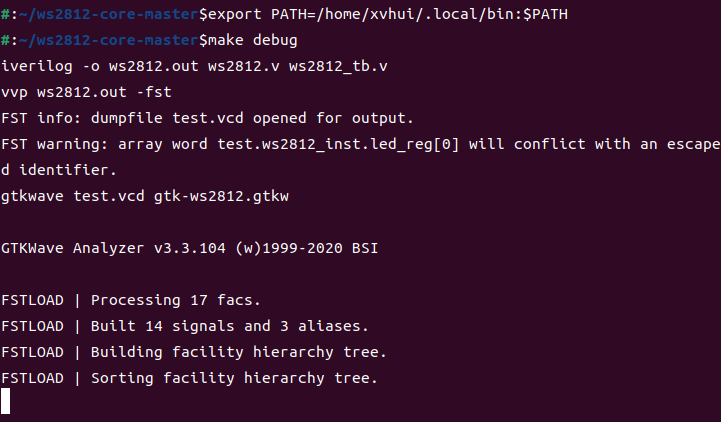 #:~/ws2812-core-master$export PATH=/home/xvhui/.local/bin:$PATH
#:~/ws2812-core-master$make debug
iverilog -o ws2812.out ws2812.v ws2812_tb.v
vvp ws2812.out -fst
FST info: dumpfile test.vcd opened for output.
FST warning: array word test.ws2812_inst.led_reg[0] will conflict with an escape
d identifier.
gtkwave test.vcd gtk-ws2812.gtkw

GTKWave Analyzer v3.3.104 (w)1999-2020 BSI

FSTLOAD | Processing 17 facs.
FSTLOAD | Built 14 signals and 3 aliases.
FSTLOAD | Building facility hierarchy tree.
FSTLOAD | Sorting facility hierarchy tree.